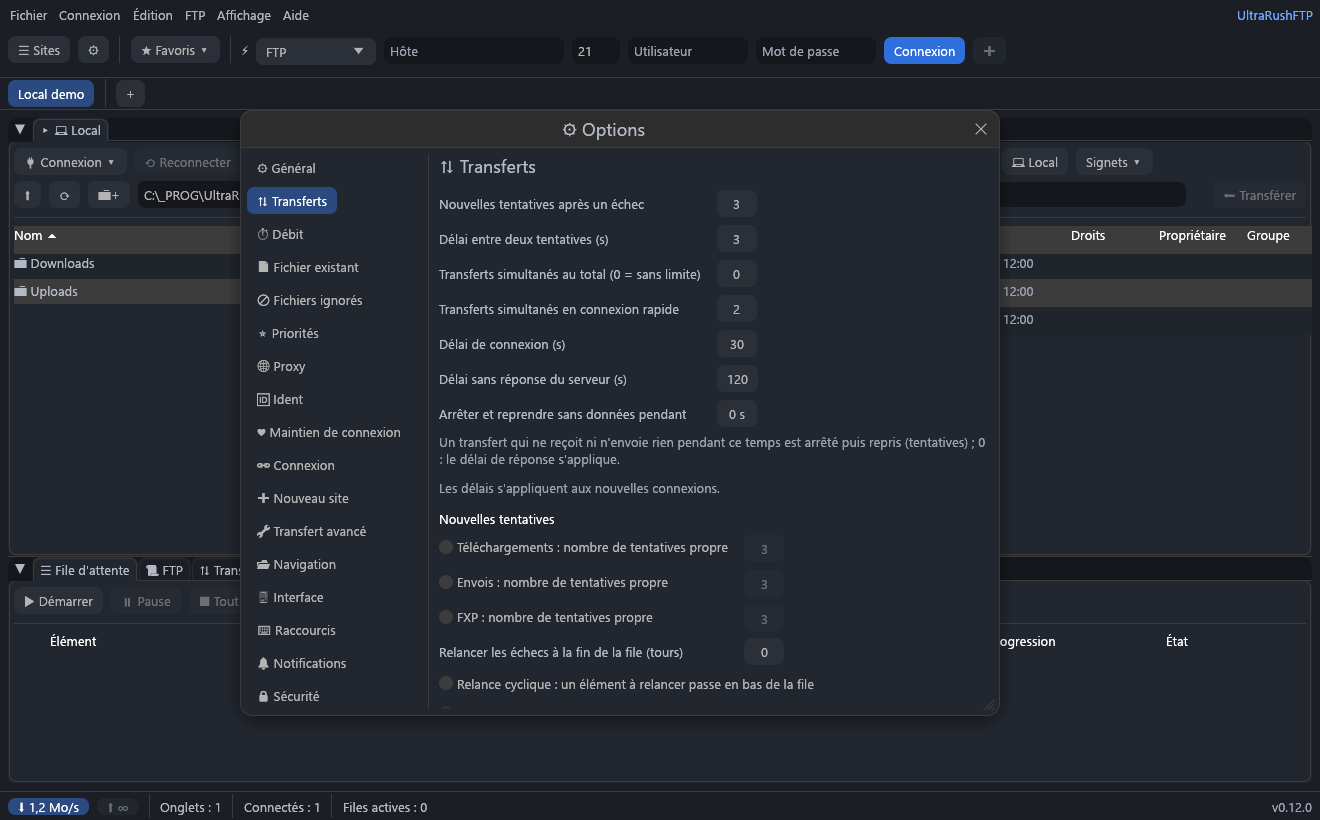 Fichier Connexion Édition FTP Affichage Aide UltraRushFTP
Sites Favoris FTP Hôte 21 Utilisateur Mot de passe Connexion +
Local demo +
Local
Options
Connexion Reconnecter
Local Signets
C:\_PROG\UltraR
Transférer
Nom Droits Propriétaire Groupe
Downloads 12:00
Uploads 12:00
12:00
Général
Transferts
Débit
Fichier existant
Fichiers ignorés
Priorités
Proxy
Ident
Maintien de connexion
Connexion
Nouveau site
Transfert avancé
Navigation
Interface
Raccourcis
Notifications
Sécurité
Transferts
Nouvelles tentatives après un échec 3
Délai entre deux tentatives (s) 3
Transferts simultanés au total (0 = sans limite) 0
Transferts simultanés en connexion rapide 2
Délai de connexion (s) 30
Délai sans réponse du serveur (s) 120
Arrêter et reprendre sans données pendant 0 s
Un transfert qui ne reçoit ni n'envoie rien pendant ce temps est arrêté puis repris (tentatives) ; 0
: le délai de réponse s'applique.
Les délais s'appliquent aux nouvelles connexions.
Nouvelles tentatives
Téléchargements : nombre de tentatives propre 3
Envois : nombre de tentatives propre 3
FXP : nombre de tentatives propre 3
Relancer les échecs à la fin de la file (tours) 0
Relance cyclique : un élément à relancer passe en bas de la file
File d'attente FTP Trans
Démarrer Pause Tout
Élément ogression État
1,2 Mo/s ∞ Onglets : 1 Connectés : 1 Files actives : 0 v0.12.0